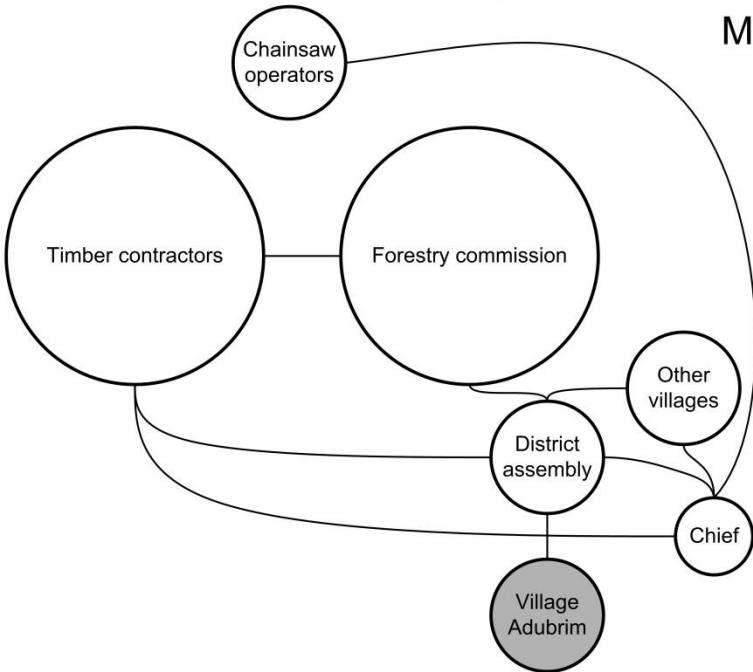 M
Chainsaw
operators
Timber contractors
Forestry commission
Other
villages
District
assembly
Chief
Village
Adubrim